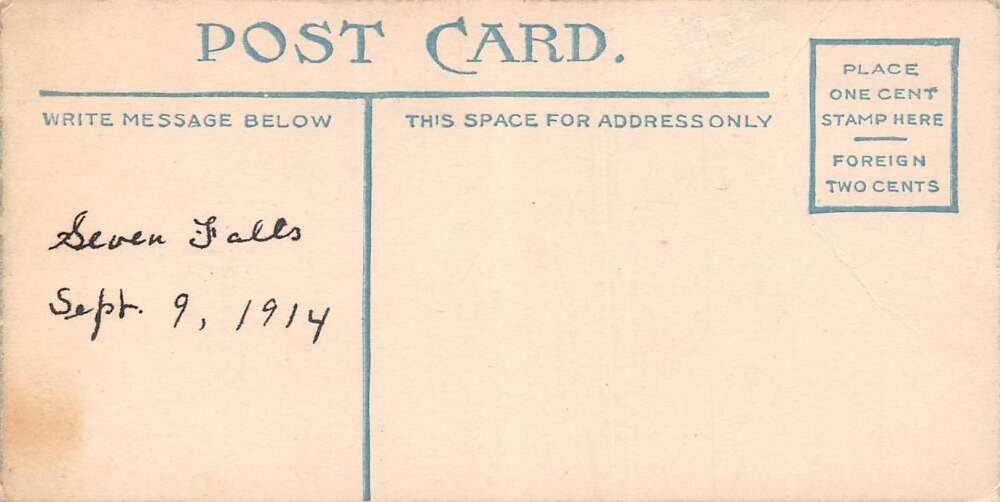 POST CARD.
WRITE MESSAGE BELOW
THIS SPACE FOR ADDRESS ONLY
PLACE
ONE CENT
STAMP HERE
FOREIGN
TWO CENTS
Seven Falls
Sept. 9, 1914